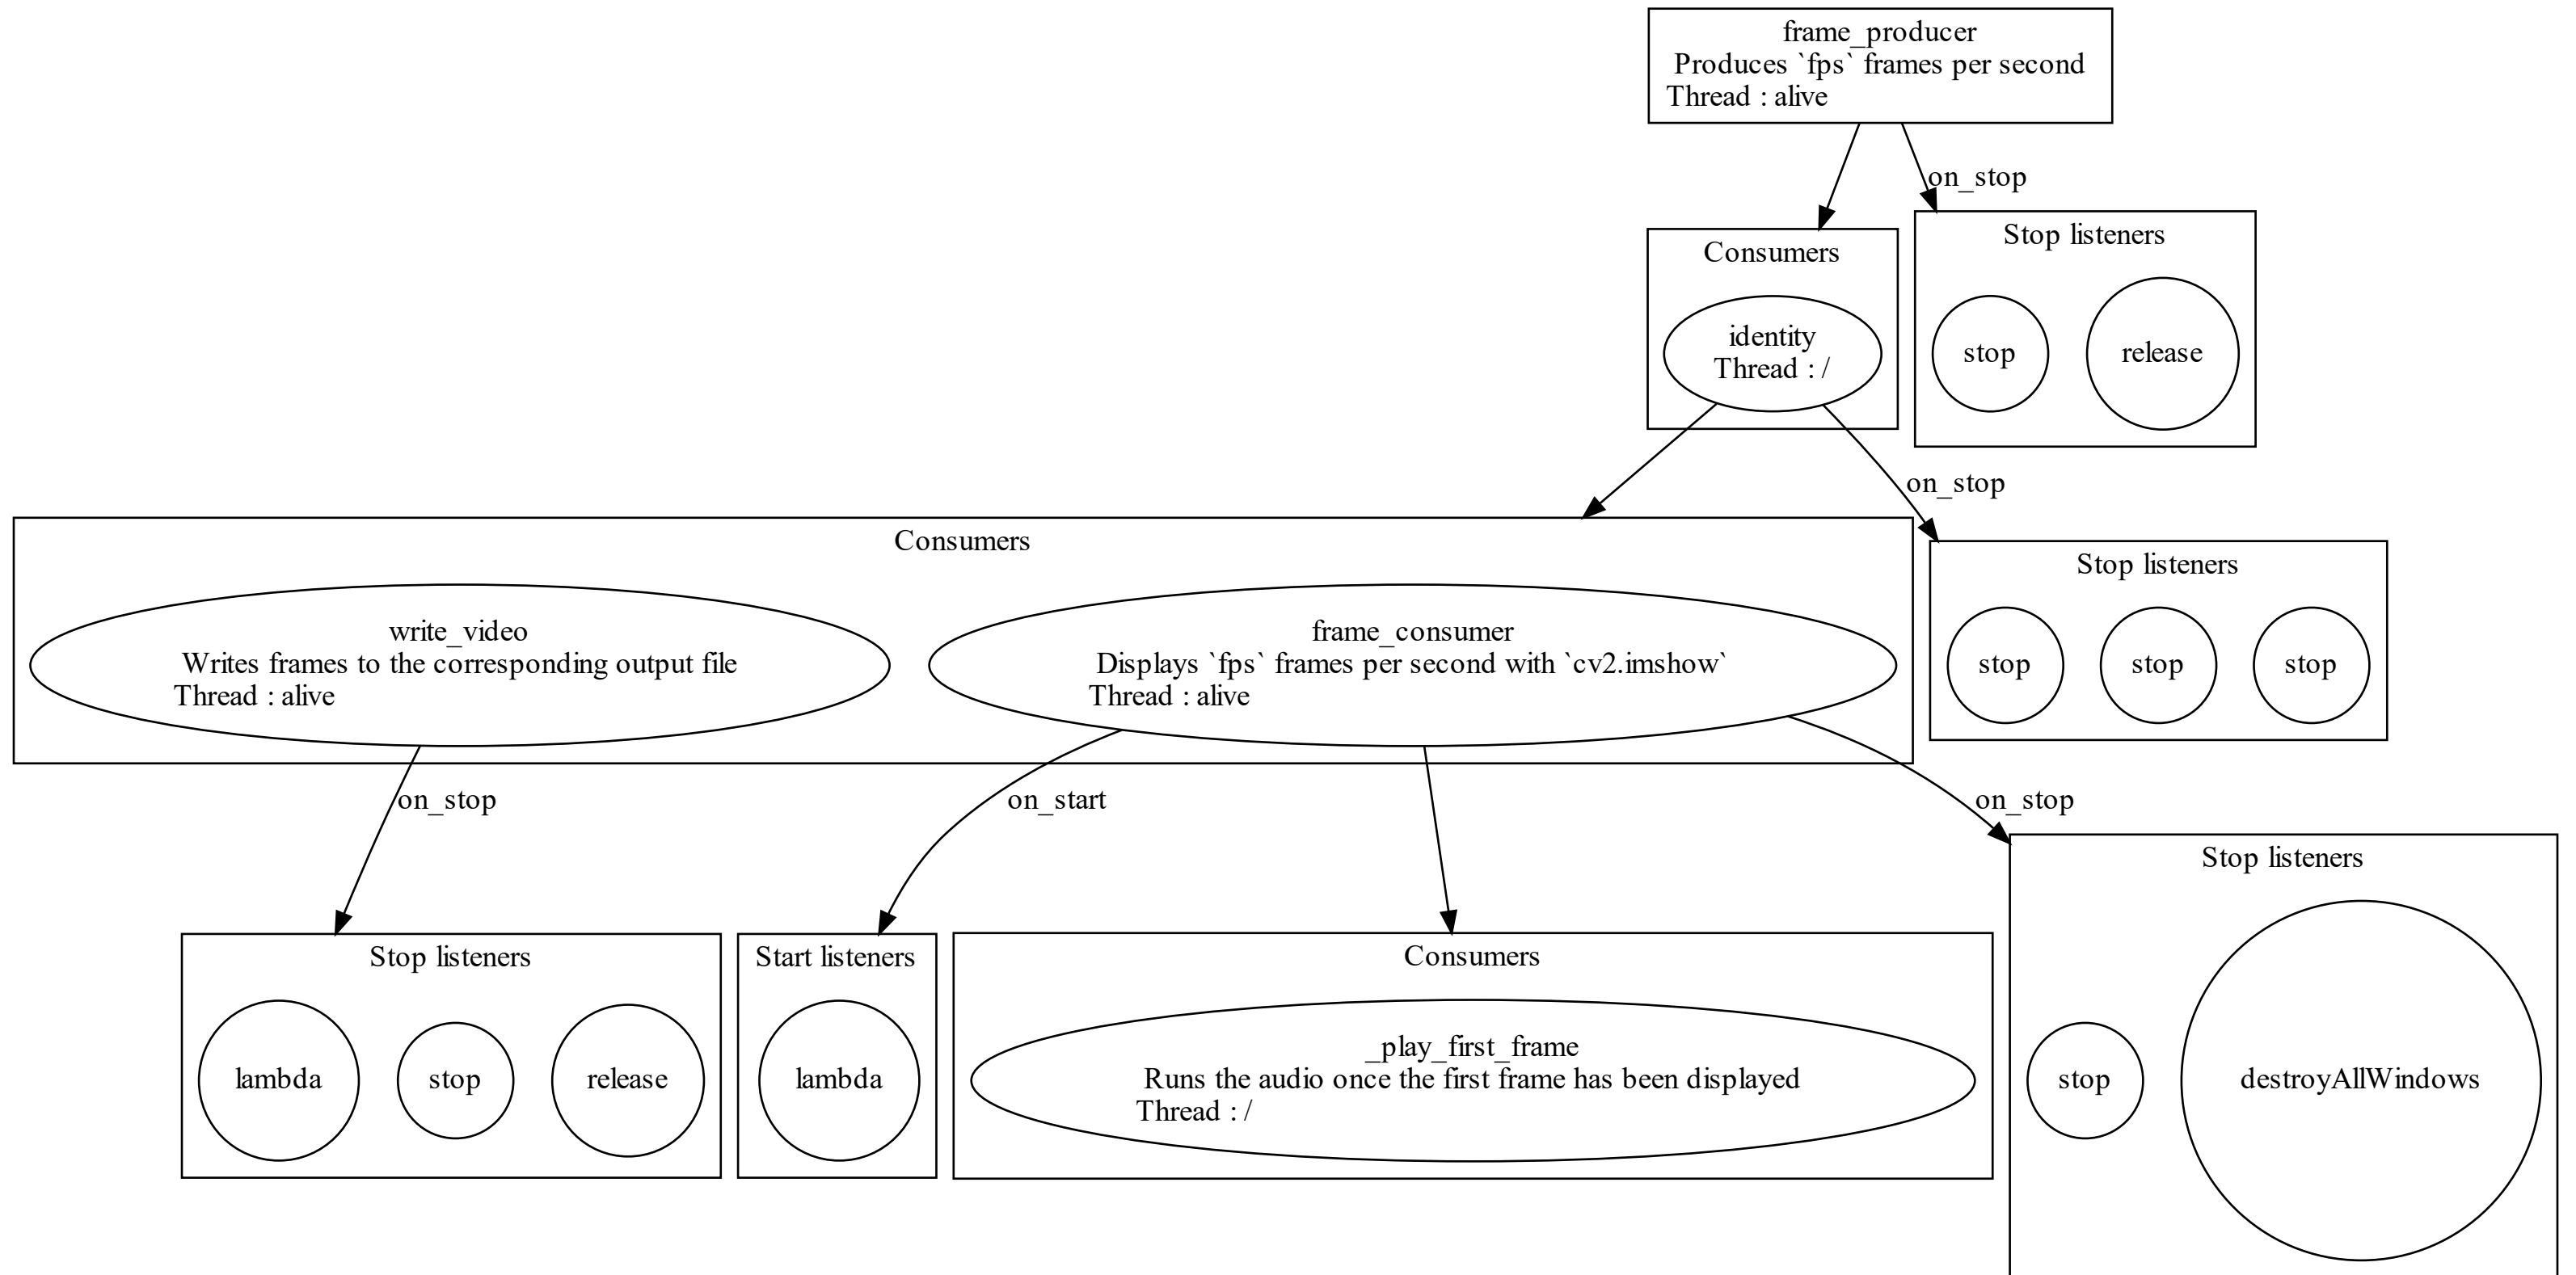 frame_producer
Produces `fps` frames per second
Thread : alive
on_stop
Consumers
identity
Thread : /
Stop listeners
stop
release
on_stop
Consumers
write_video
Writes frames to the corresponding output file
Thread : alive
frame_consumer
Displays `fps` frames per second with `cv2.imshow`
Thread : alive
Stop listeners
stop
stop
stop
on_stop
on_start
on_stop
Stop listeners
lambda
stop
release
Start listeners
lambda
Consumers
_play_first_frame
Runs the audio once the first frame has been displayed
Thread : /
Stop listeners
stop
destroyAllWindows